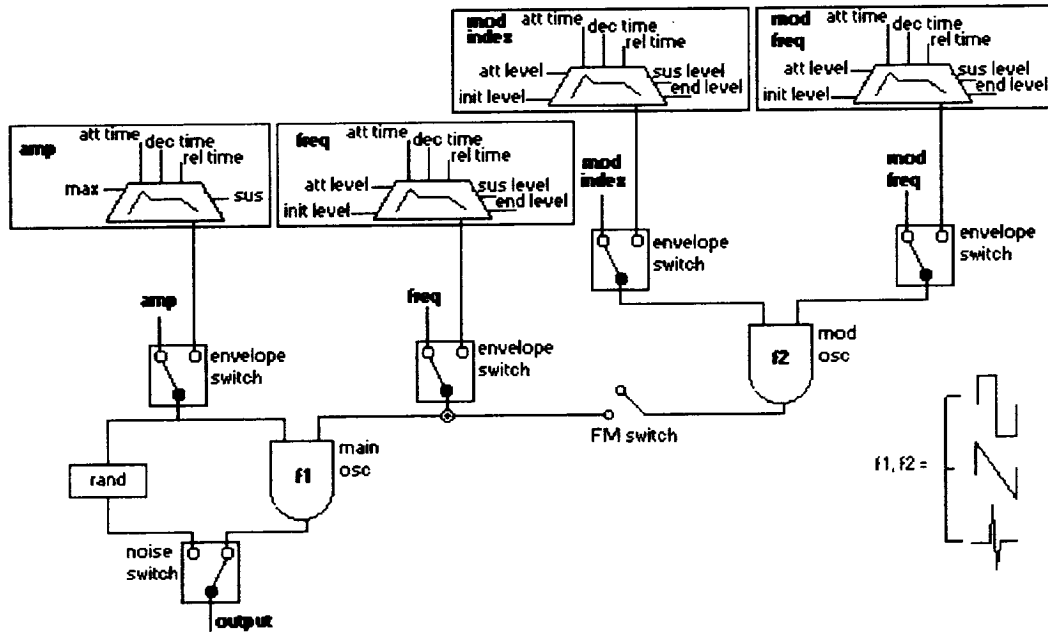 mod
index
att time
dec time
rel time
att level
init level
sus level
end level
mod
freq
att time
dec time
rel time
att level
init level
sus level
end level
amp
att time
dec time
rel time
max
sus
freq
att time
dec time
rel time
att level
init level
sus level
end level
mod
index
envelope
switch
mod
freq
envelope
switch
amp
envelope
switch
freq
envelope
switch
f2
mod
osc
FM switch
rand
f1
main
osc
f1, f2 =
noise
switch
output